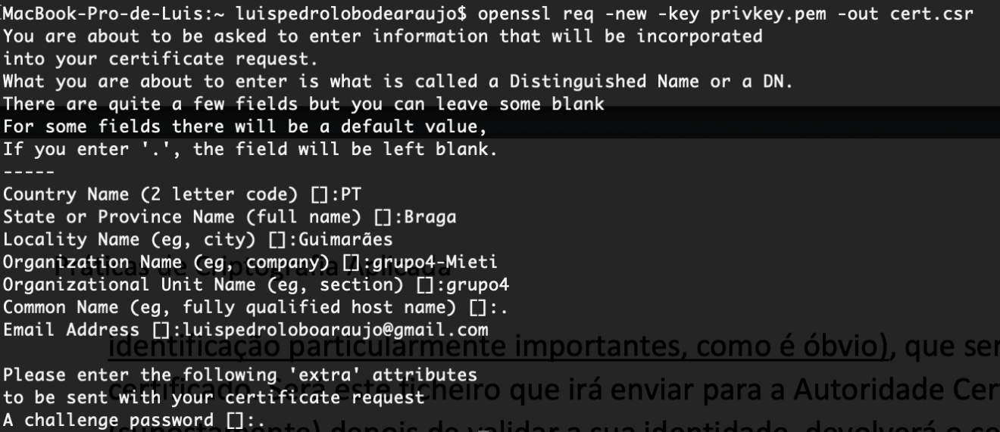 MacBook-Pro-de-Luis:~ luispedrolobodearaujo$ openssl req -new -key privkey.pem -out cert.csr
You are about to be asked to enter information that will be incorporated
into your certificate request.
What you are about to enter is what is called a Distinguished Name or a DN.
There are quite a few fields but you can leave some blank
For some fields there will be a default value,
If you enter '.', the field will be left blank.
-----
Country Name (2 letter code) []:PT
State or Province Name (full name) []:Braga
Locality Name (eg, city) []:Guimarães
Organization Name (eg, company) []:grupo4-Mieti
Práticas de Criptografia Aplicada
Organizational Unit Name (eg, section) []:grupo4
Common Name (eg, fully qualified host name) []:.
Email Address []:luispedroloboaraujo@gmail.com
identificação particularmente importantes, como é óbvio), que ser
Please enter the following 'extra' attributes
certificado. Será este ficheiro que irá enviar para a Autoridade Cer
to be sent with your certificate request
A challenge password []:.
(supostamente) depois de validar a sua identidade, devolverá o ce